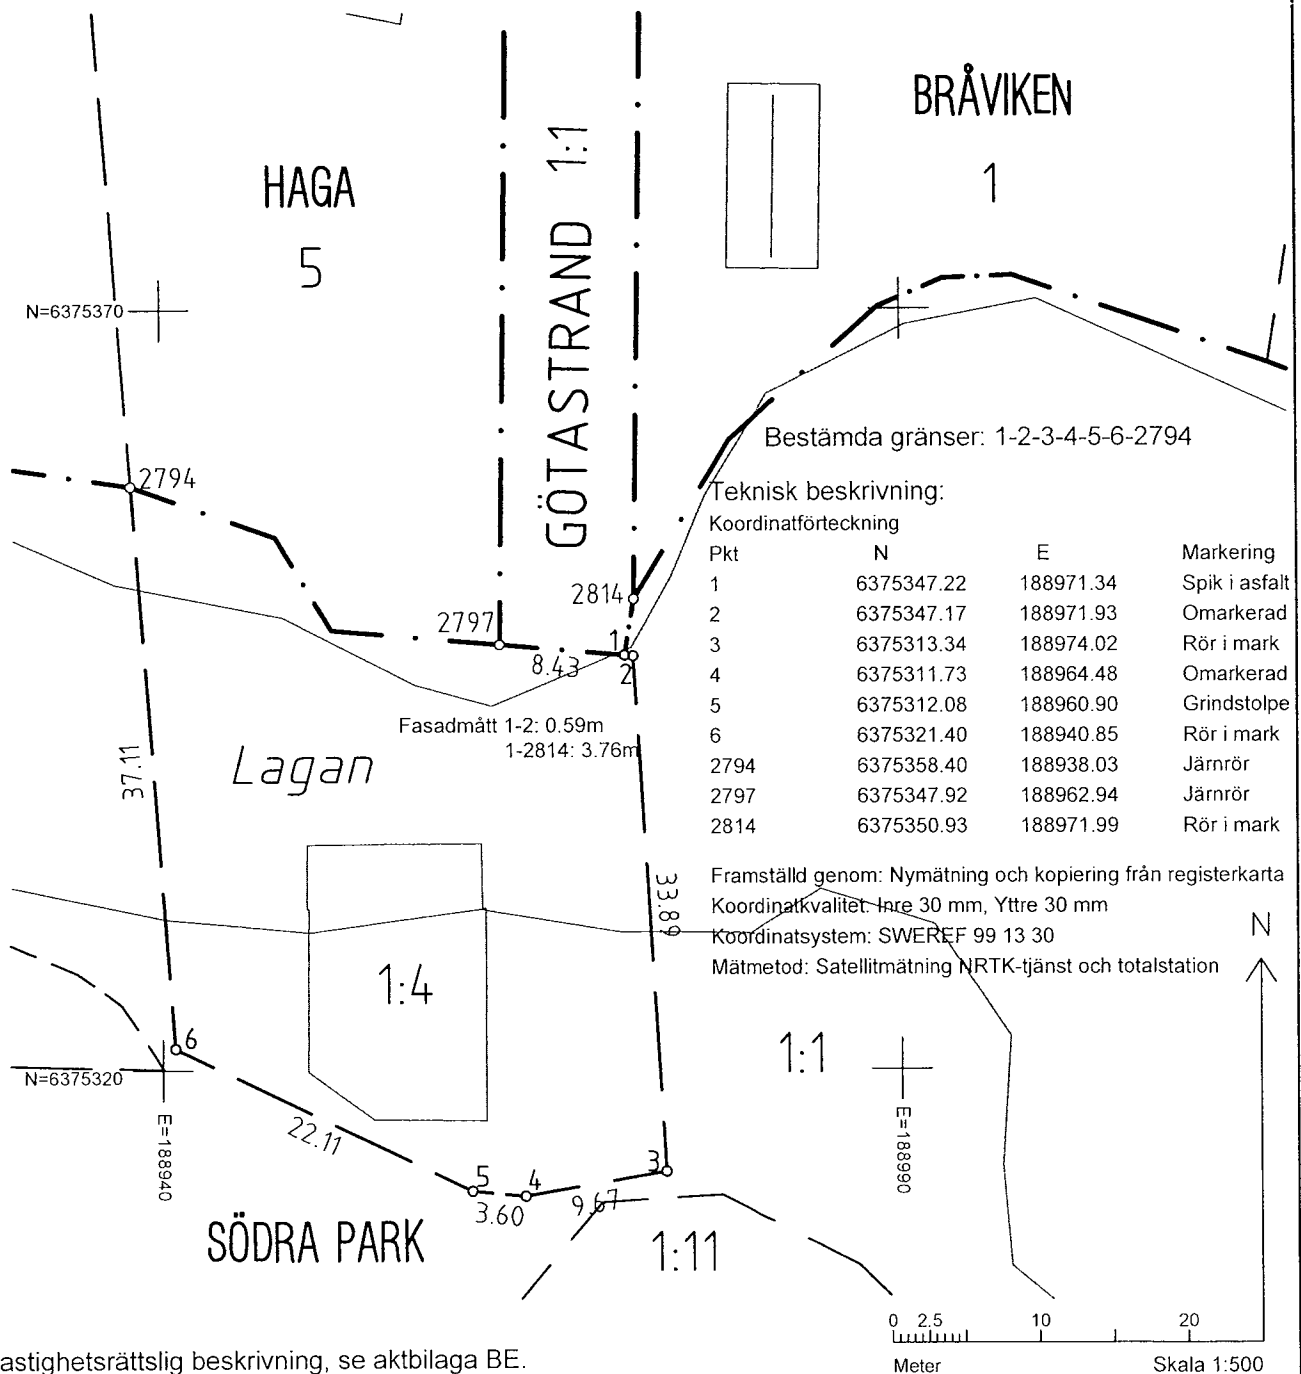 BRÅVIKEN
1
HAGA
5
GÖTASTRAND 1:1
N=6375370
2794
Bestämda gränser: 1-2-3-4-5-6-2794
Teknisk beskrivning:
Koordinatförteckning
Pkt N E Markering
1 6375347.22 188971.34 Spik i asfalt
2 6375347.17 188971.93 Omarkerad
3 6375313.34 188974.02 Rör i mark
4 6375311.73 188964.48 Omarkerad
5 6375312.08 188960.90 Grindstolpe
6 6375321.40 188940.85 Rör i mark
2794 6375358.40 188938.03 Järnrör
2797 6375347.92 188962.94 Järnrör
2814 6375350.93 188971.99 Rör i mark
2814
2797
1
8.43
2
Fasadmått 1-2: 0.59m
1-2814: 3.76m
Lagan
37.11
33.89
Framställd genom: Nymätning och kopiering från registerkarta
Koordinatkvalitet: Inre 30 mm, Yttre 30 mm
Koordinatsystem: SWEREF 99 13 30
Mätmetod: Satellitmätning NRTK-tjänst och totalstation
N
1:4
1:1
6
N=6375320
E=188940
E=188990
22.11
5
4
3
3.60
9.67
SÖDRA PARK
1:11
0 2.5 10 20
Meter Skala 1:500
astighetsrättslig beskrivning, se aktbilaga BE.